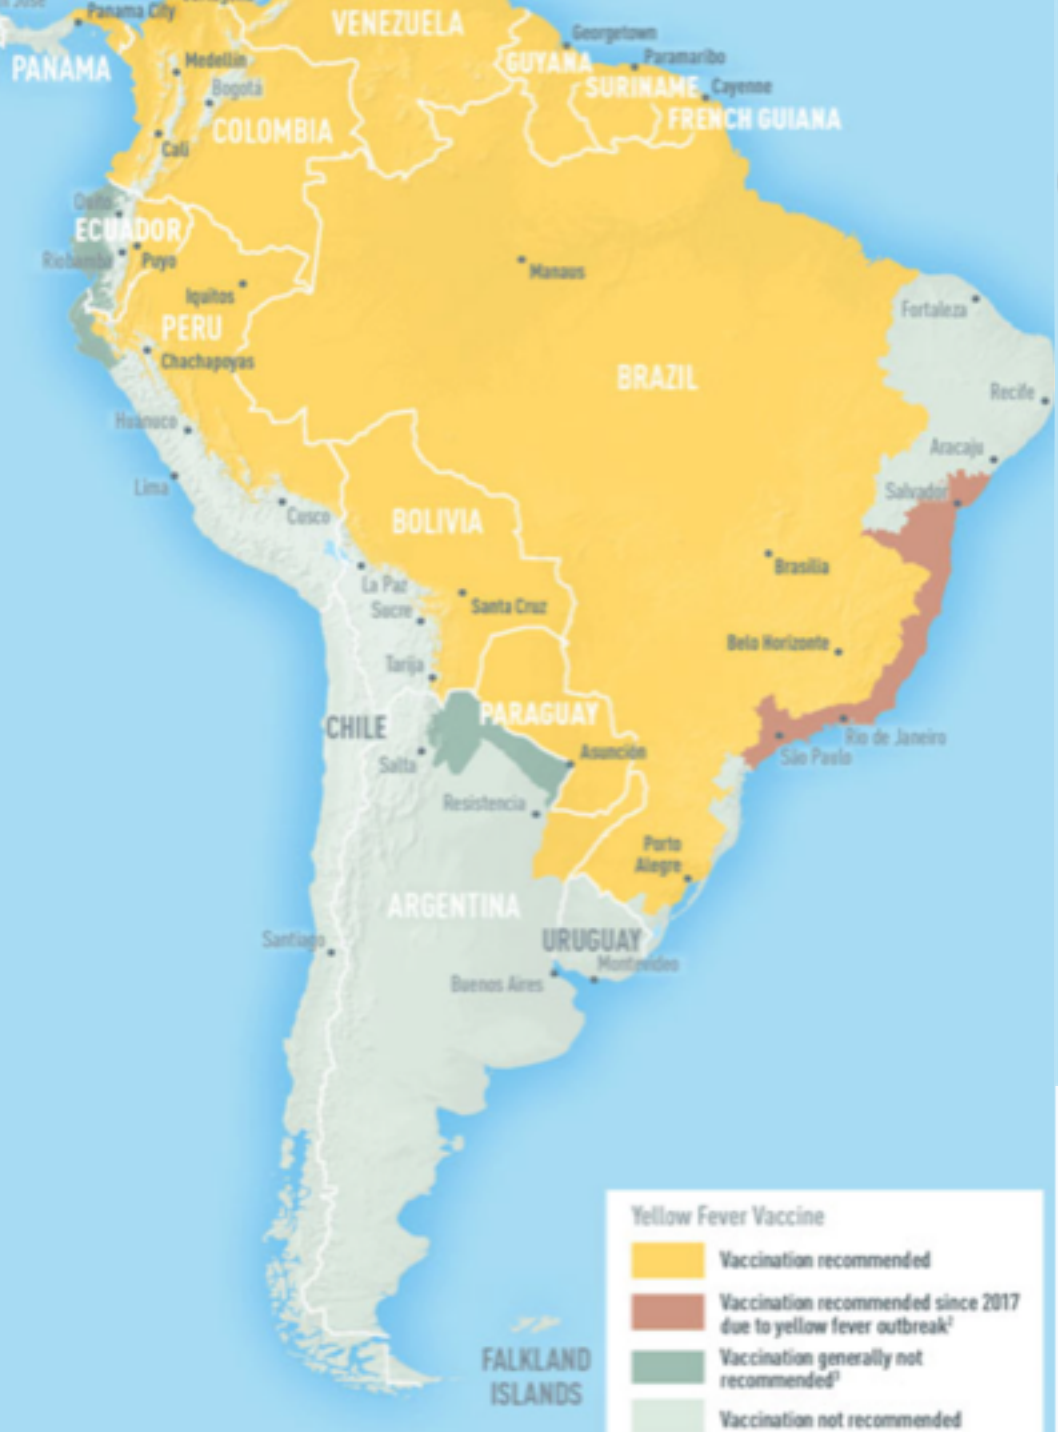 Panama City
VENEZUELA
Georgetown
PANAMA
Medellín
GUYANA
Paramaribo
Bogotá
SURINAME
Cayenne
COLOMBIA
FRENCH GUIANA
Cali
Quito
ECUADOR
Riobamba
Puyo
Manaus
Iquitos
Fortaleza
PERU
Chachapoyas
BRAZIL
Recife
Huánuco
Aracaju
Lima
Salvador
Cusco
BOLIVIA
Brasília
La Paz
Sucre
Santa Cruz
Belo Horizonte
Tarija
CHILE
PARAGUAY
Rio de Janeiro
Salta
Asunción
São Paulo
Resistencia
Porto
Alegre
ARGENTINA
Santiago
URUGUAY
Montevideo
Buenos Aires
FALKLAND
ISLANDS
Yellow Fever Vaccine
Vaccination recommended
Vaccination recommended since 2017
due to yellow fever outbreak²
Vaccination generally not
recommended³
Vaccination not recommended